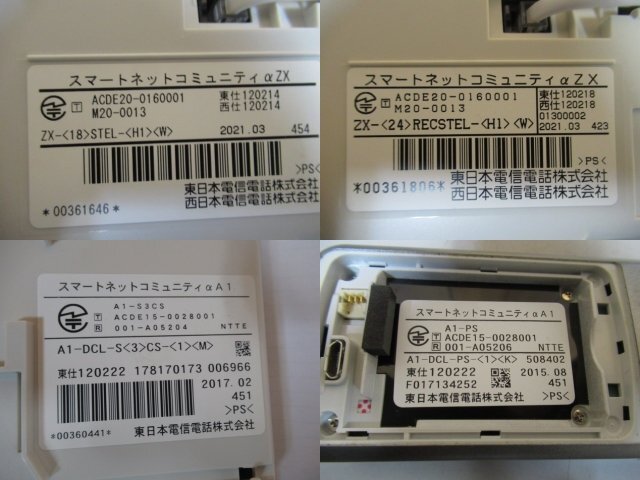 スマートネットコミュニティαZX
T ACDE20-0160001 東仕120214
M20-0013 西仕120214
ZX-<18>STEL-<H1><W> 2021.03 454
>PS<
東日本電信電話株式会社
*00361646* 西日本電信電話株式会社
スマートネットコミュニティαZX
T ACDE20-0160001 東仕120218
M20-0013 西仕120218
01300002
ZX-<24>RECSTEL-<H1><W> 2021.03 423
>PS<
東日本電信電話株式会社
*00361806* 西日本電信電話株式会社
スマートネットコミュニティαA1
A1-S3CS
T ACDE15-0028001
R 001-A05204 NTTE
A1-DCL-S<3>CS-<1><M>
東仕120222 178170173 006966
2017.02
451
>PS<
*00360441* 東日本電信電話株式会社
スマートネットコミュニティαA1
A1-PS
T ACDE15-0028001
R 001-A05206 NTTE
A1-DCL-PS-<1><K> 508402
東仕120222 2015.08
F017134252 451
>PS<
東日本電信電話株式会社